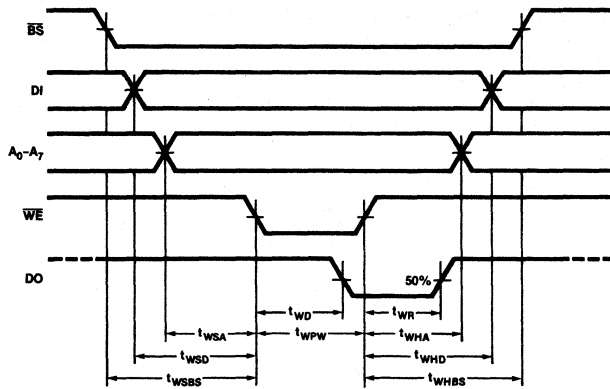 BS
DI
A0–A7
WE
DO
50%
tWD
tWR
tWSA
tWPW
tWHA
tWSD
tWHD
tWSBS
tWHBS